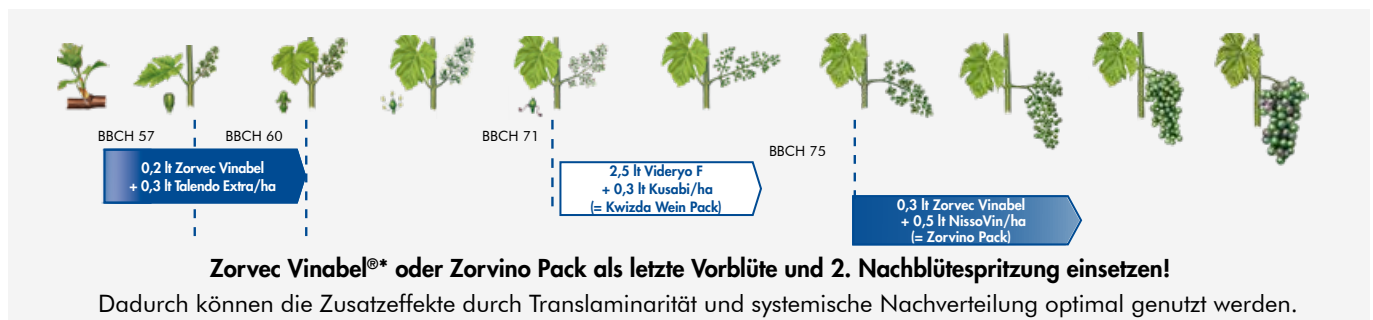 BBCH 57
BBCH 60
BBCH 71
BBCH 75
0,2 lt Zorvec Vinabel
+ 0,3 lt Talendo Extra/ha
2,5 lt Videryo F
+ 0,3 lt Kusabi/ha
(= Kwizda Wein Pack)
0,3 lt Zorvec Vinabel
+ 0,5 lt NissoVin/ha
(= Zorvino Pack)
Zorvec Vinabel®* oder Zorvino Pack als letzte Vorblüte und 2. Nachblütespritzung einsetzen!
Dadurch können die Zusatzeffekte durch Translaminarität und systemische Nachverteilung optimal genutzt werden.